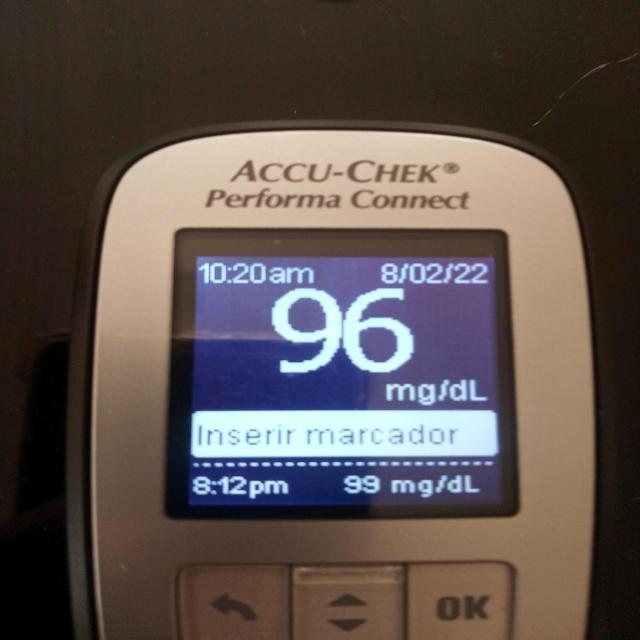 ACCU-CHEK®
Performa Connect
10:20am 8/02/22
96
mg/dL
Inserir marcador
8:12pm 99 mg/dL
OK